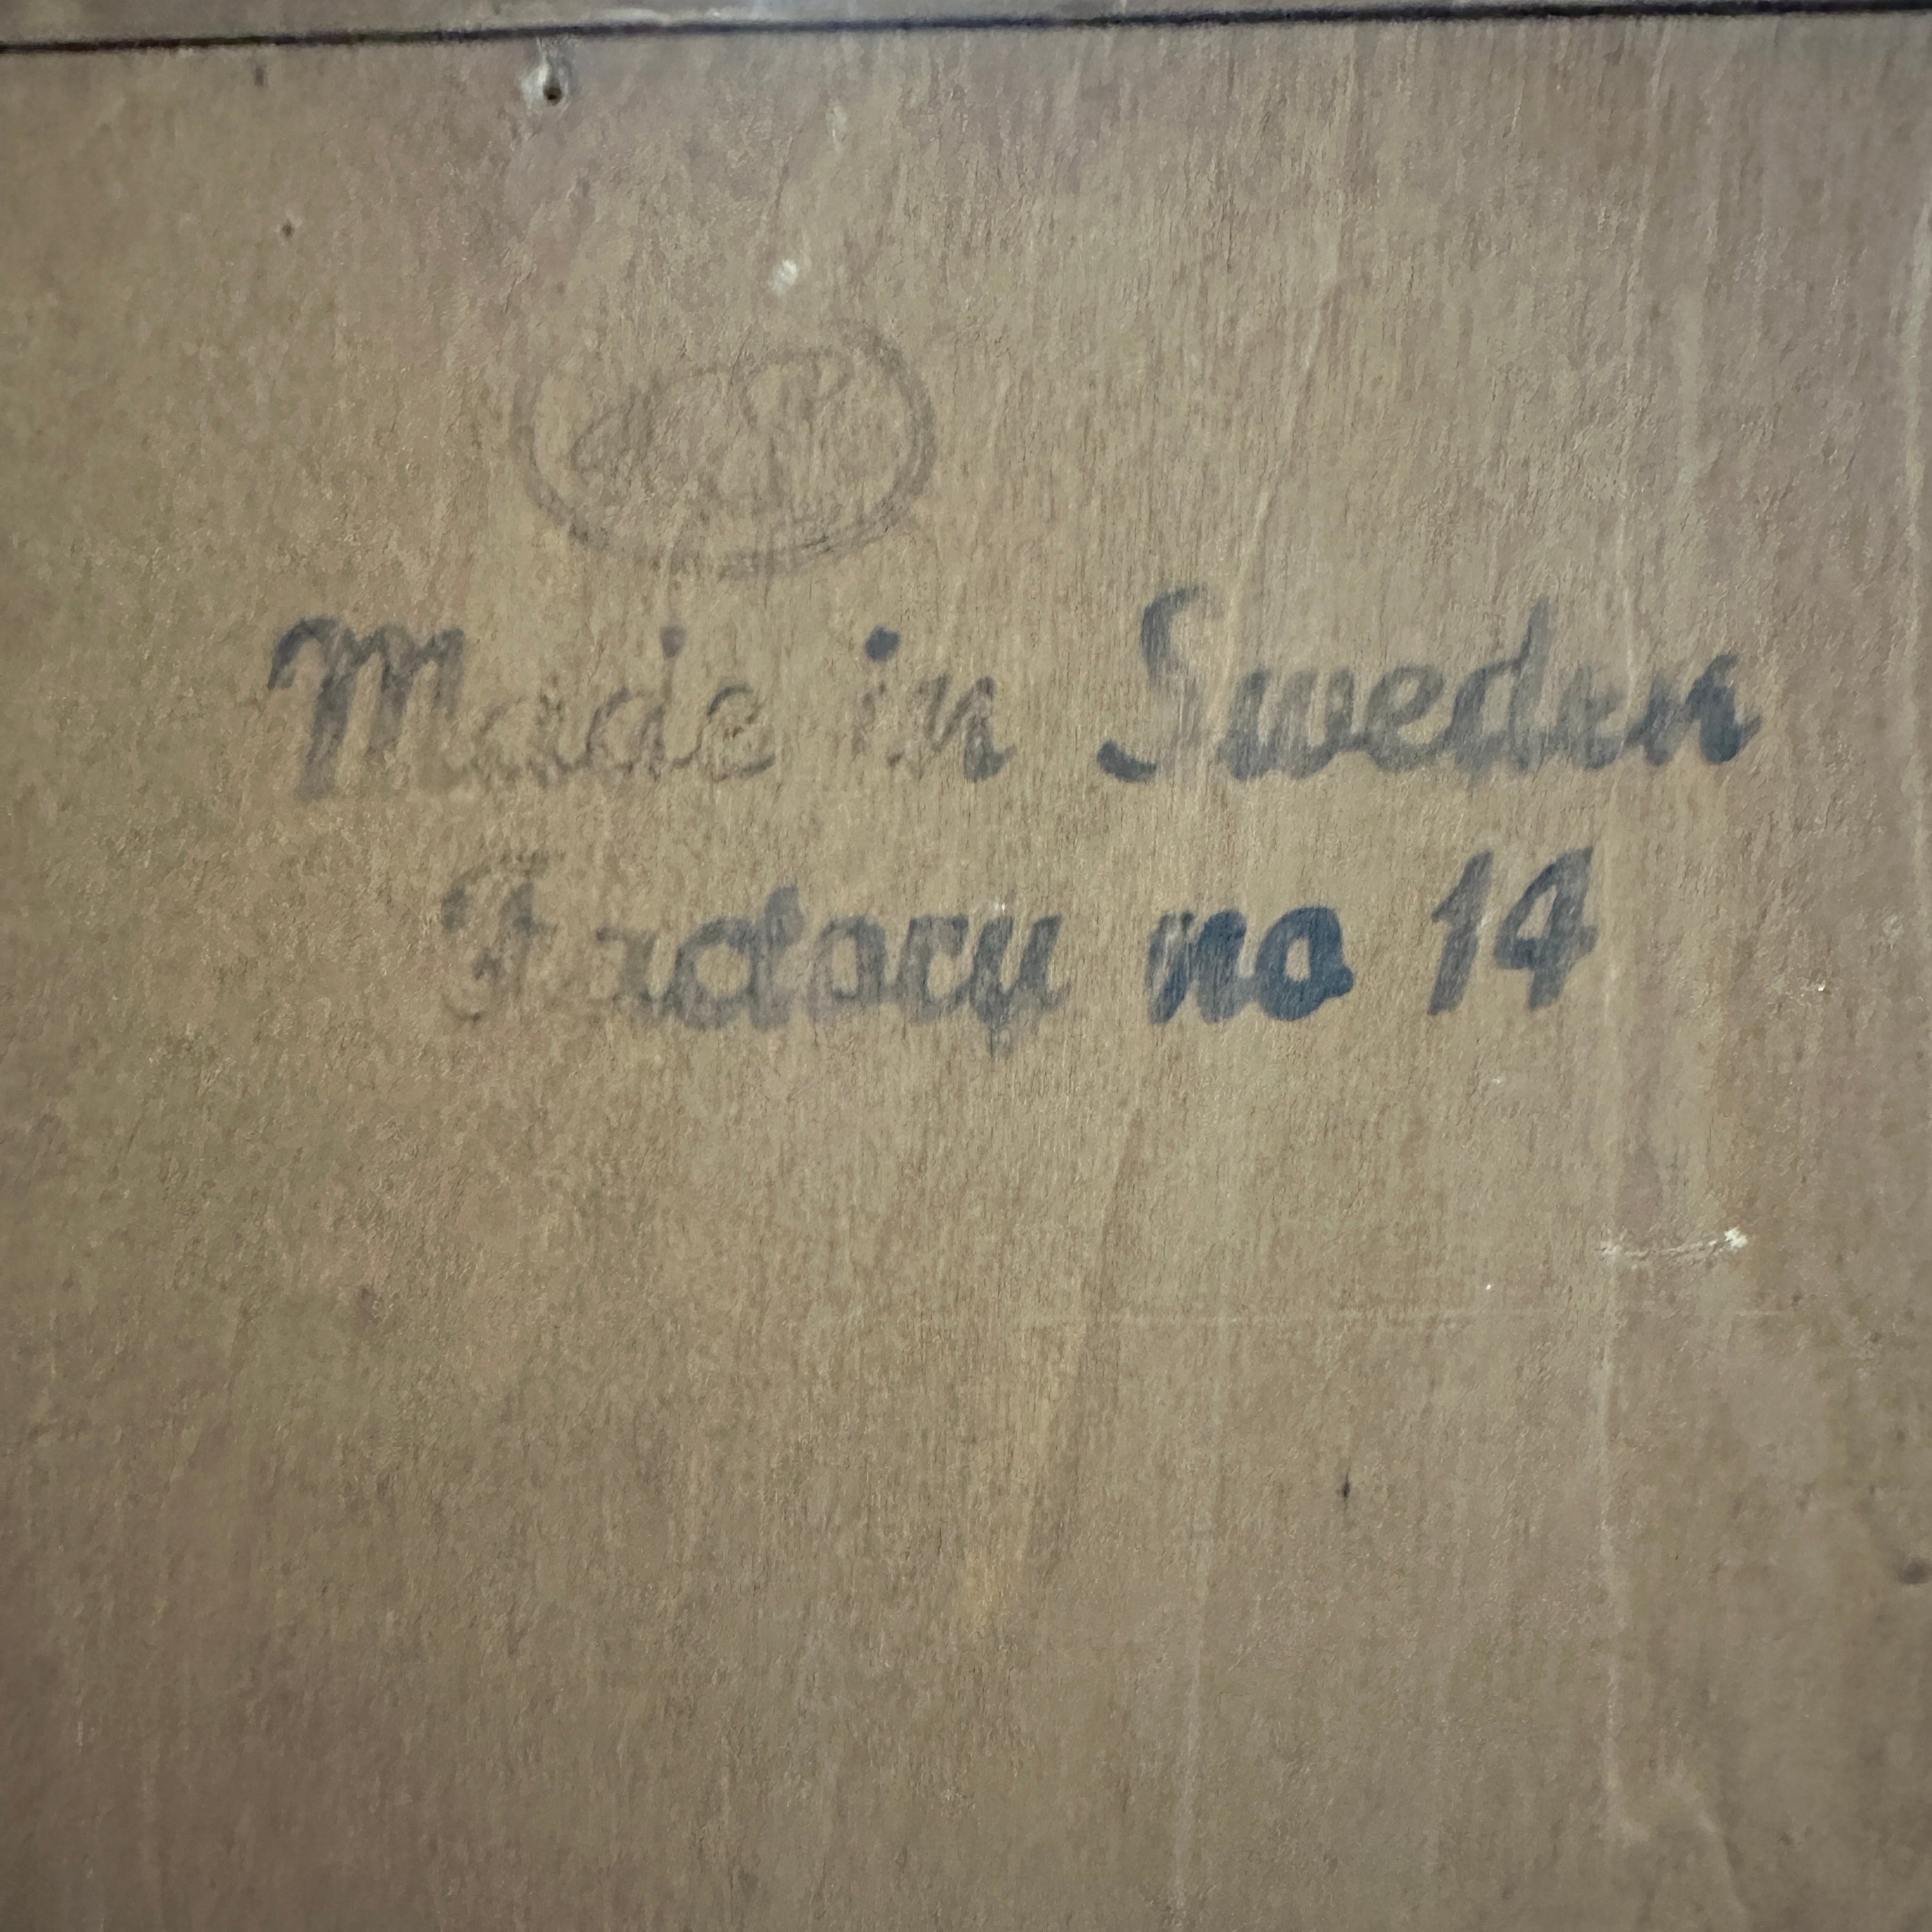 Made in Sweden
Factory no 14